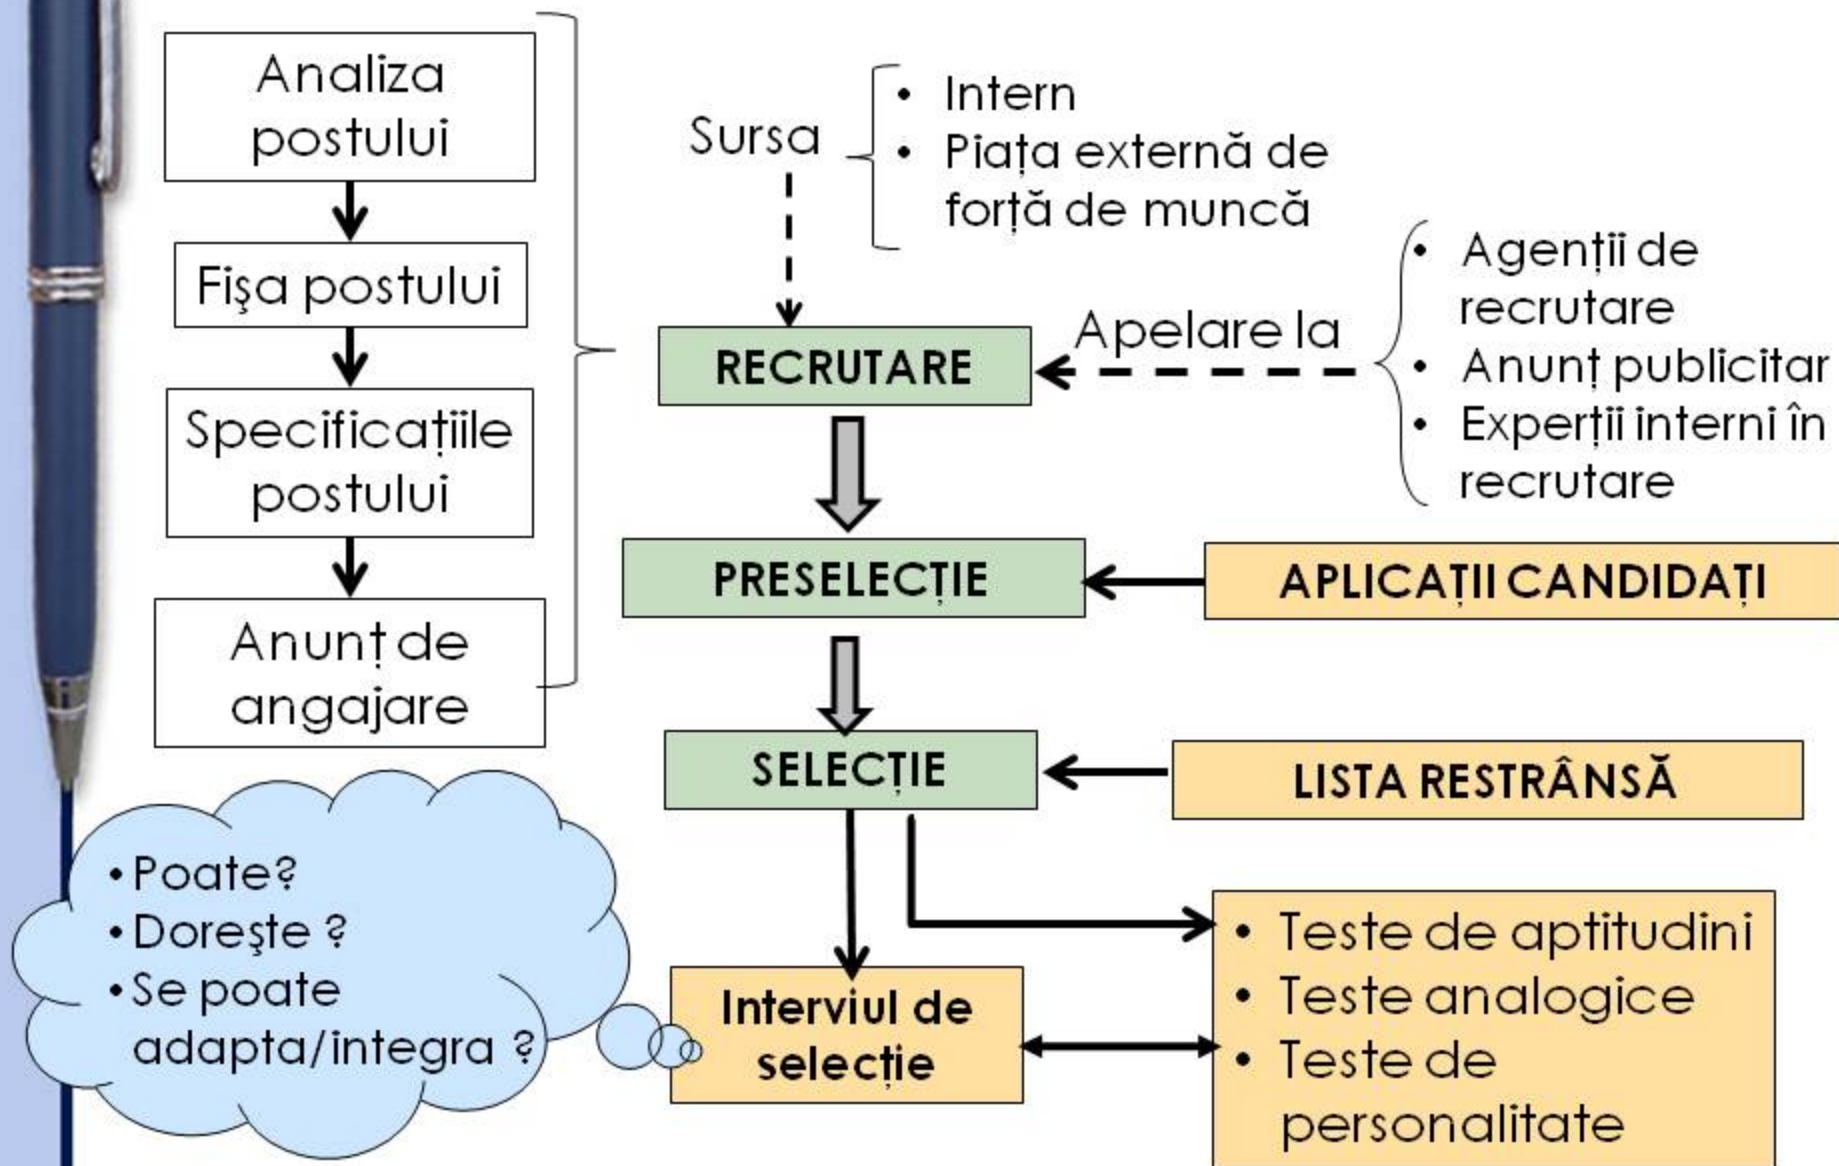 Analiza
postului
Fişa postului
Specificațiile
postului
Anunț de
angajare
Sursa
• Intern
• Piața externă de
forță de muncă
Apelare la
• Agenții de
recrutare
• Anunț publicitar
• Experții interni în
recrutare
RECRUTARE
PRESELECȚIE
APLICAȚII CANDIDAȚI
SELECȚIE
LISTA RESTRÂNSĂ
• Poate?
• Doreşte ?
• Se poate
adapta/integra ?
Interviul de
selecție
• Teste de aptitudini
• Teste analogice
• Teste de
personalitate